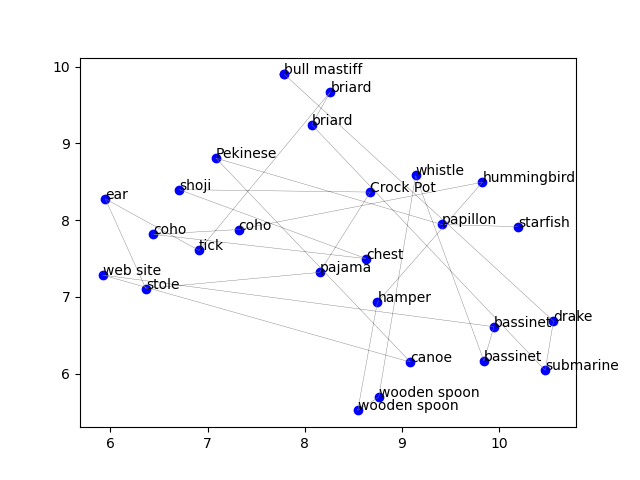 bull mastiff
briard
briard
Pekinese
whistle
hummingbird
shoji
Crock Pot
ear
papillon
starfish
coho
coho
tick
chest
pajama
web site
stole
hamper
drake
bassinet
bassinet
canoe
submarine
wooden spoon
wooden spoon
10
9
8
7
6
6
7
8
9
10